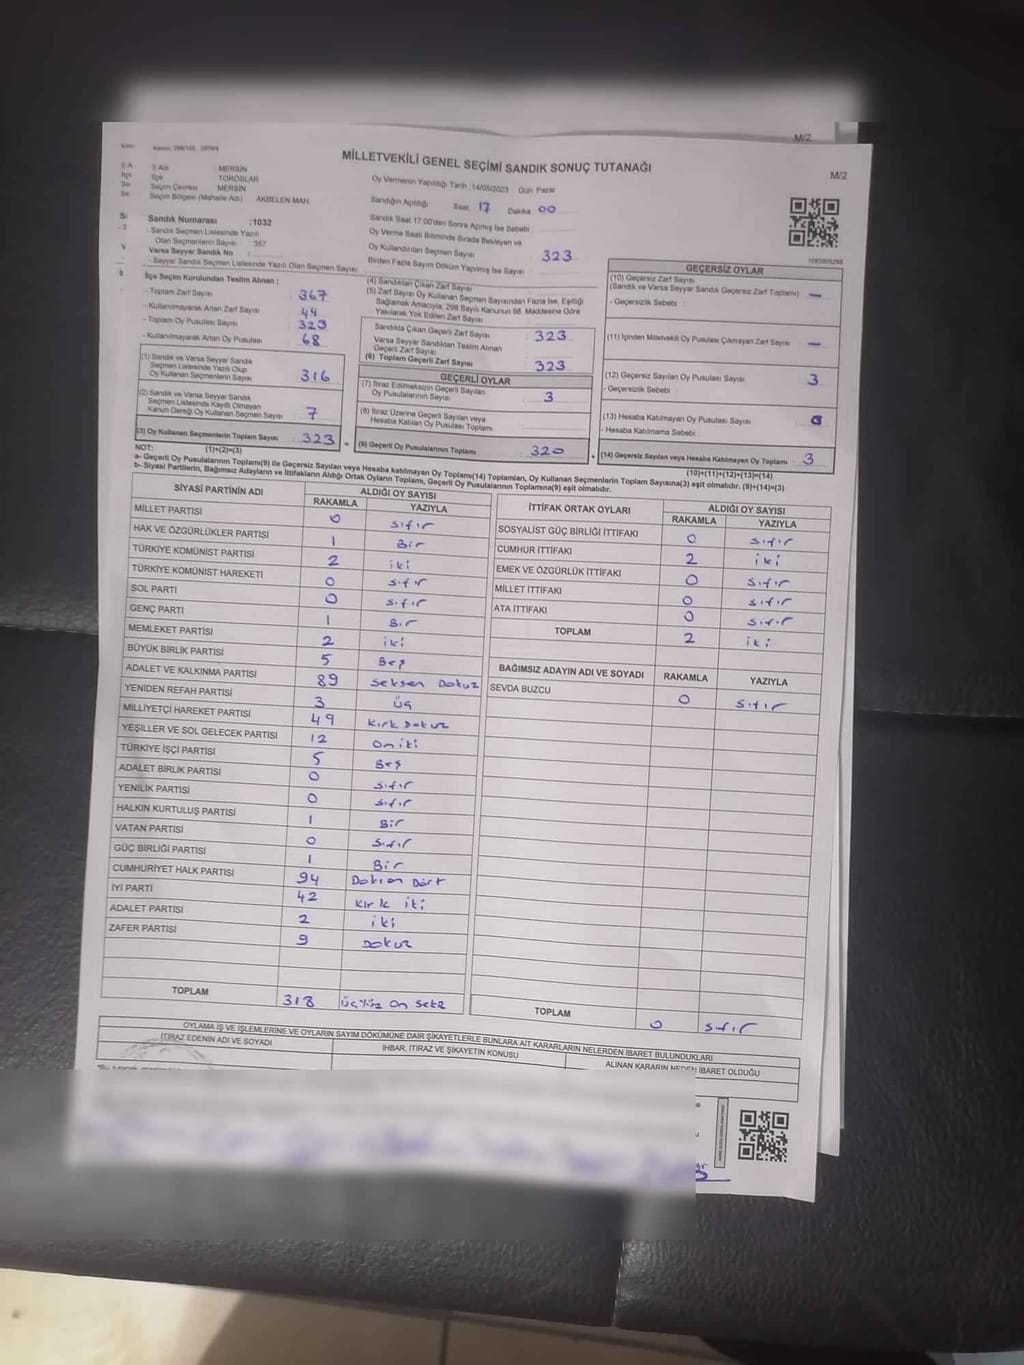 M/2
MİLLETVEKİLİ GENEL SEÇİMİ SANDIK SONUÇ TUTANAĞI
M/2
İli MERSİN
İlçe TOROSLAR
Seçim Çevresi MERSİN
Seçim Bölgesi (Mahalle Adı) AKBELEN MAH
Sandık Numarası :1032
- Sandık Seçmen Listesinde Yazılı
Olan Seçmenlerin Sayısı : 357
Varsa Seyyar Sandık No :
- Seyyar Sandık Seçmen Listesinde Yazılı Olan Seçmen Sayısı
Oy Vermenin Yapıldığı Tarih 14/05/2023 Gün Pazar
Sandığın Açıldığı Saat 17 Dakika 00
Sandık Saat 17.00'den Sonra Açılmış İse Sebebi
Oy Verme Saati Bitiminde Sırada Bekleyen ve
Oy Kullandırılan Seçmen Sayısı 323
Birden Fazla Sayım Döküm Yapılmış İse Sayısı
İlçe Seçim Kurulundan Teslim Alınan :
- Toplam Zarf Sayısı 367
- Kullanılmayarak Artan Zarf Sayısı 44
- Toplam Oy Pusulası Sayısı 323
- Kullanılmayarak Artan Oy Pusulası 68
(1) Sandık ve Varsa Seyyar Sandık
Seçmen Listesinde Yazılı Olup
Oy Kullanan Seçmenlerin Sayısı 316
(2) Sandık ve Varsa Seyyar Sandık
Seçmen Listesinde Kayıtlı Olmayan
Kanun Gereği Oy Kullanan Seçmen Sayısı 7
(3) Oy Kullanan Seçmenlerin Toplam Sayısı 323
(1)+(2)=(3)
(4) Sandıktan Çıkan Zarf Sayısı
(5) Zarf Sayısı Oy Kullanan Seçmen Sayısından Fazla İse, Eşitliği
Sağlamak Amacıyla; 298 Sayılı Kanunun 98. Maddesine Göre
Yakılarak Yok Edilen Zarf Sayısı
Sandıkta Çıkan Geçerli Zarf Sayısı 323
Varsa Seyyar Sandıktan Teslim Alınan
Geçerli Zarf Sayısı
(6) Toplam Geçerli Zarf Sayısı 323
GEÇERLİ OYLAR
(7) İtiraz Edilmeksizin Geçerli Sayılan
Oy Pusulalarının Sayısı 3
(8) İtiraz Üzerine Geçerli Sayılan veya
Hesaba Katılan Oy Pusulası Toplamı
(9) Geçerli Oy Pusulalarının Toplamı 320
1083805298
GEÇERSİZ OYLAR
(10) Geçersiz Zarf Sayısı
(Sandık ve Varsa Seyyar Sandık Geçersiz Zarf Toplamı) —
- Geçersizlik Sebebi
(11) İçinden Milletvekili Oy Pusulası Çıkmayan Zarf Sayısı —
(12) Geçersiz Sayılan Oy Pusulası Sayısı 3
- Geçersizlik Sebebi
(13) Hesaba Katılmayan Oy Pusulası Sayısı
- Hesaba Katılmama Sebebi
(14) Geçersiz Sayılan veya Hesaba Katılmayan Oy Toplamı 3
(10)+(11)+(12)+(13)=(14)
NOT:
a- Geçerli Oy Pusulalarının Toplamı(9) ile Geçersiz Sayılan veya Hesaba katılmayan Oy Toplamı(14) Toplamları, Oy Kullanan Seçmenlerin Toplam Sayısına(3) eşit olmalıdır. (9)+(14)=(3)
b- Siyasi Partilerin, Bağımsız Adayların ve İttifakların Aldığı Ortak Oyların Toplam, Geçerli Oy Pusulalarının Toplamına(9) eşit olmalıdır.
SİYASİ PARTİNİN ADI ALDIĞI OY SAYISI
RAKAMLA YAZIYLA
MİLLET PARTİSİ 0 sıfır
HAK VE ÖZGÜRLÜKLER PARTİSİ 1 Bir
TÜRKİYE KOMÜNİST PARTİSİ 2 iki
TÜRKİYE KOMÜNİST HAREKETİ 0 sıfır
SOL PARTİ 0 sıfır
GENÇ PARTİ 1 Bir
MEMLEKET PARTİSİ 2 iki
BÜYÜK BİRLİK PARTİSİ 5 Beş
ADALET VE KALKINMA PARTİSİ 89 Seksen Dokuz
YENİDEN REFAH PARTİSİ 3 Üç
MİLLİYETÇİ HAREKET PARTİSİ 49 Kırk Dokuz
YEŞİLLER VE SOL GELECEK PARTİSİ 12 On iki
TÜRKİYE İŞÇİ PARTİSİ 5 Beş
ADALET BİRLİK PARTİSİ 0 sıfır
YENİLİK PARTİSİ 0 sıfır
HALKIN KURTULUŞ PARTİSİ 1 Bir
VATAN PARTİSİ 0 sıfır
GÜÇ BİRLİĞİ PARTİSİ 1 Bir
CUMHURİYET HALK PARTİSİ 94 Doksan Dört
İYİ PARTİ 42 Kırk iki
ADALET PARTİSİ 2 iki
ZAFER PARTİSİ 9 Dokuz
TOPLAM 318 Üçyüz On Sekiz
İTTİFAK ORTAK OYLARI ALDIĞI OY SAYISI
RAKAMLA YAZIYLA
SOSYALİST GÜÇ BİRLİĞİ İTTİFAKI 0 sıfır
CUMHUR İTTİFAKI 2 iki
EMEK VE ÖZGÜRLÜK İTTİFAKI 0 sıfır
MİLLET İTTİFAKI 0 sıfır
ATA İTTİFAKI 0 sıfır
TOPLAM 2 iki
BAĞIMSIZ ADAYIN ADI VE SOYADI RAKAMLA YAZIYLA
SEVDA BUZCU 0 sıfır
TOPLAM 0 sıfır
OYLAMA İŞ VE İŞLEMLERİNE VE OYLARIN SAYIM DÖKÜMÜNE DAİR ŞİKAYETLERLE BUNLARA AİT KARARLARIN NELERDEN İBARET BULUNDUKLARI
İTİRAZ EDENİN ADI VE SOYADI İHBAR, İTİRAZ VE ŞİKAYETİN KONUSU ALINAN KARARIN NEDEN İBARET OLDUĞU